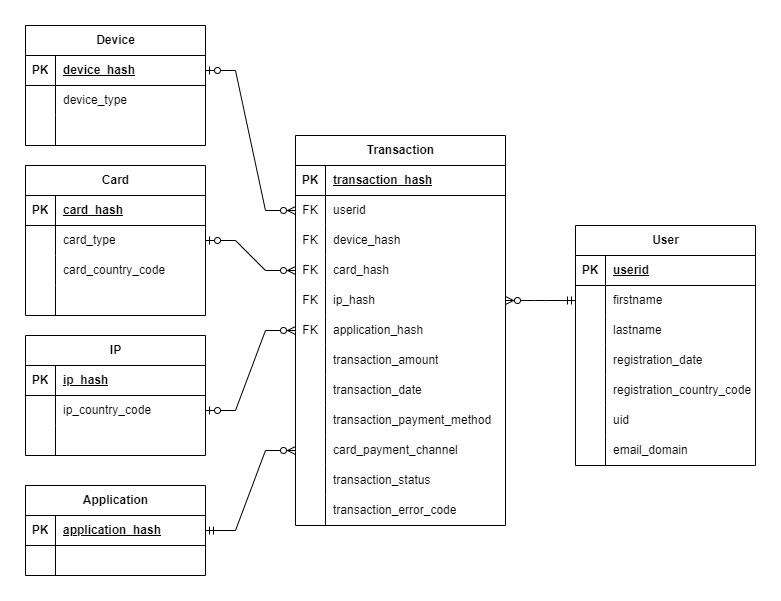 Device
PK device_hash
device_type
Card
PK card_hash
card_type
card_country_code
IP
PK ip_hash
ip_country_code
Application
PK application_hash
Transaction
PK transaction_hash
FK userid
FK device_hash
FK card_hash
FK ip_hash
FK application_hash
transaction_amount
transaction_date
transaction_payment_method
card_payment_channel
transaction_status
transaction_error_code
User
PK userid
firstname
lastname
registration_date
registration_country_code
uid
email_domain